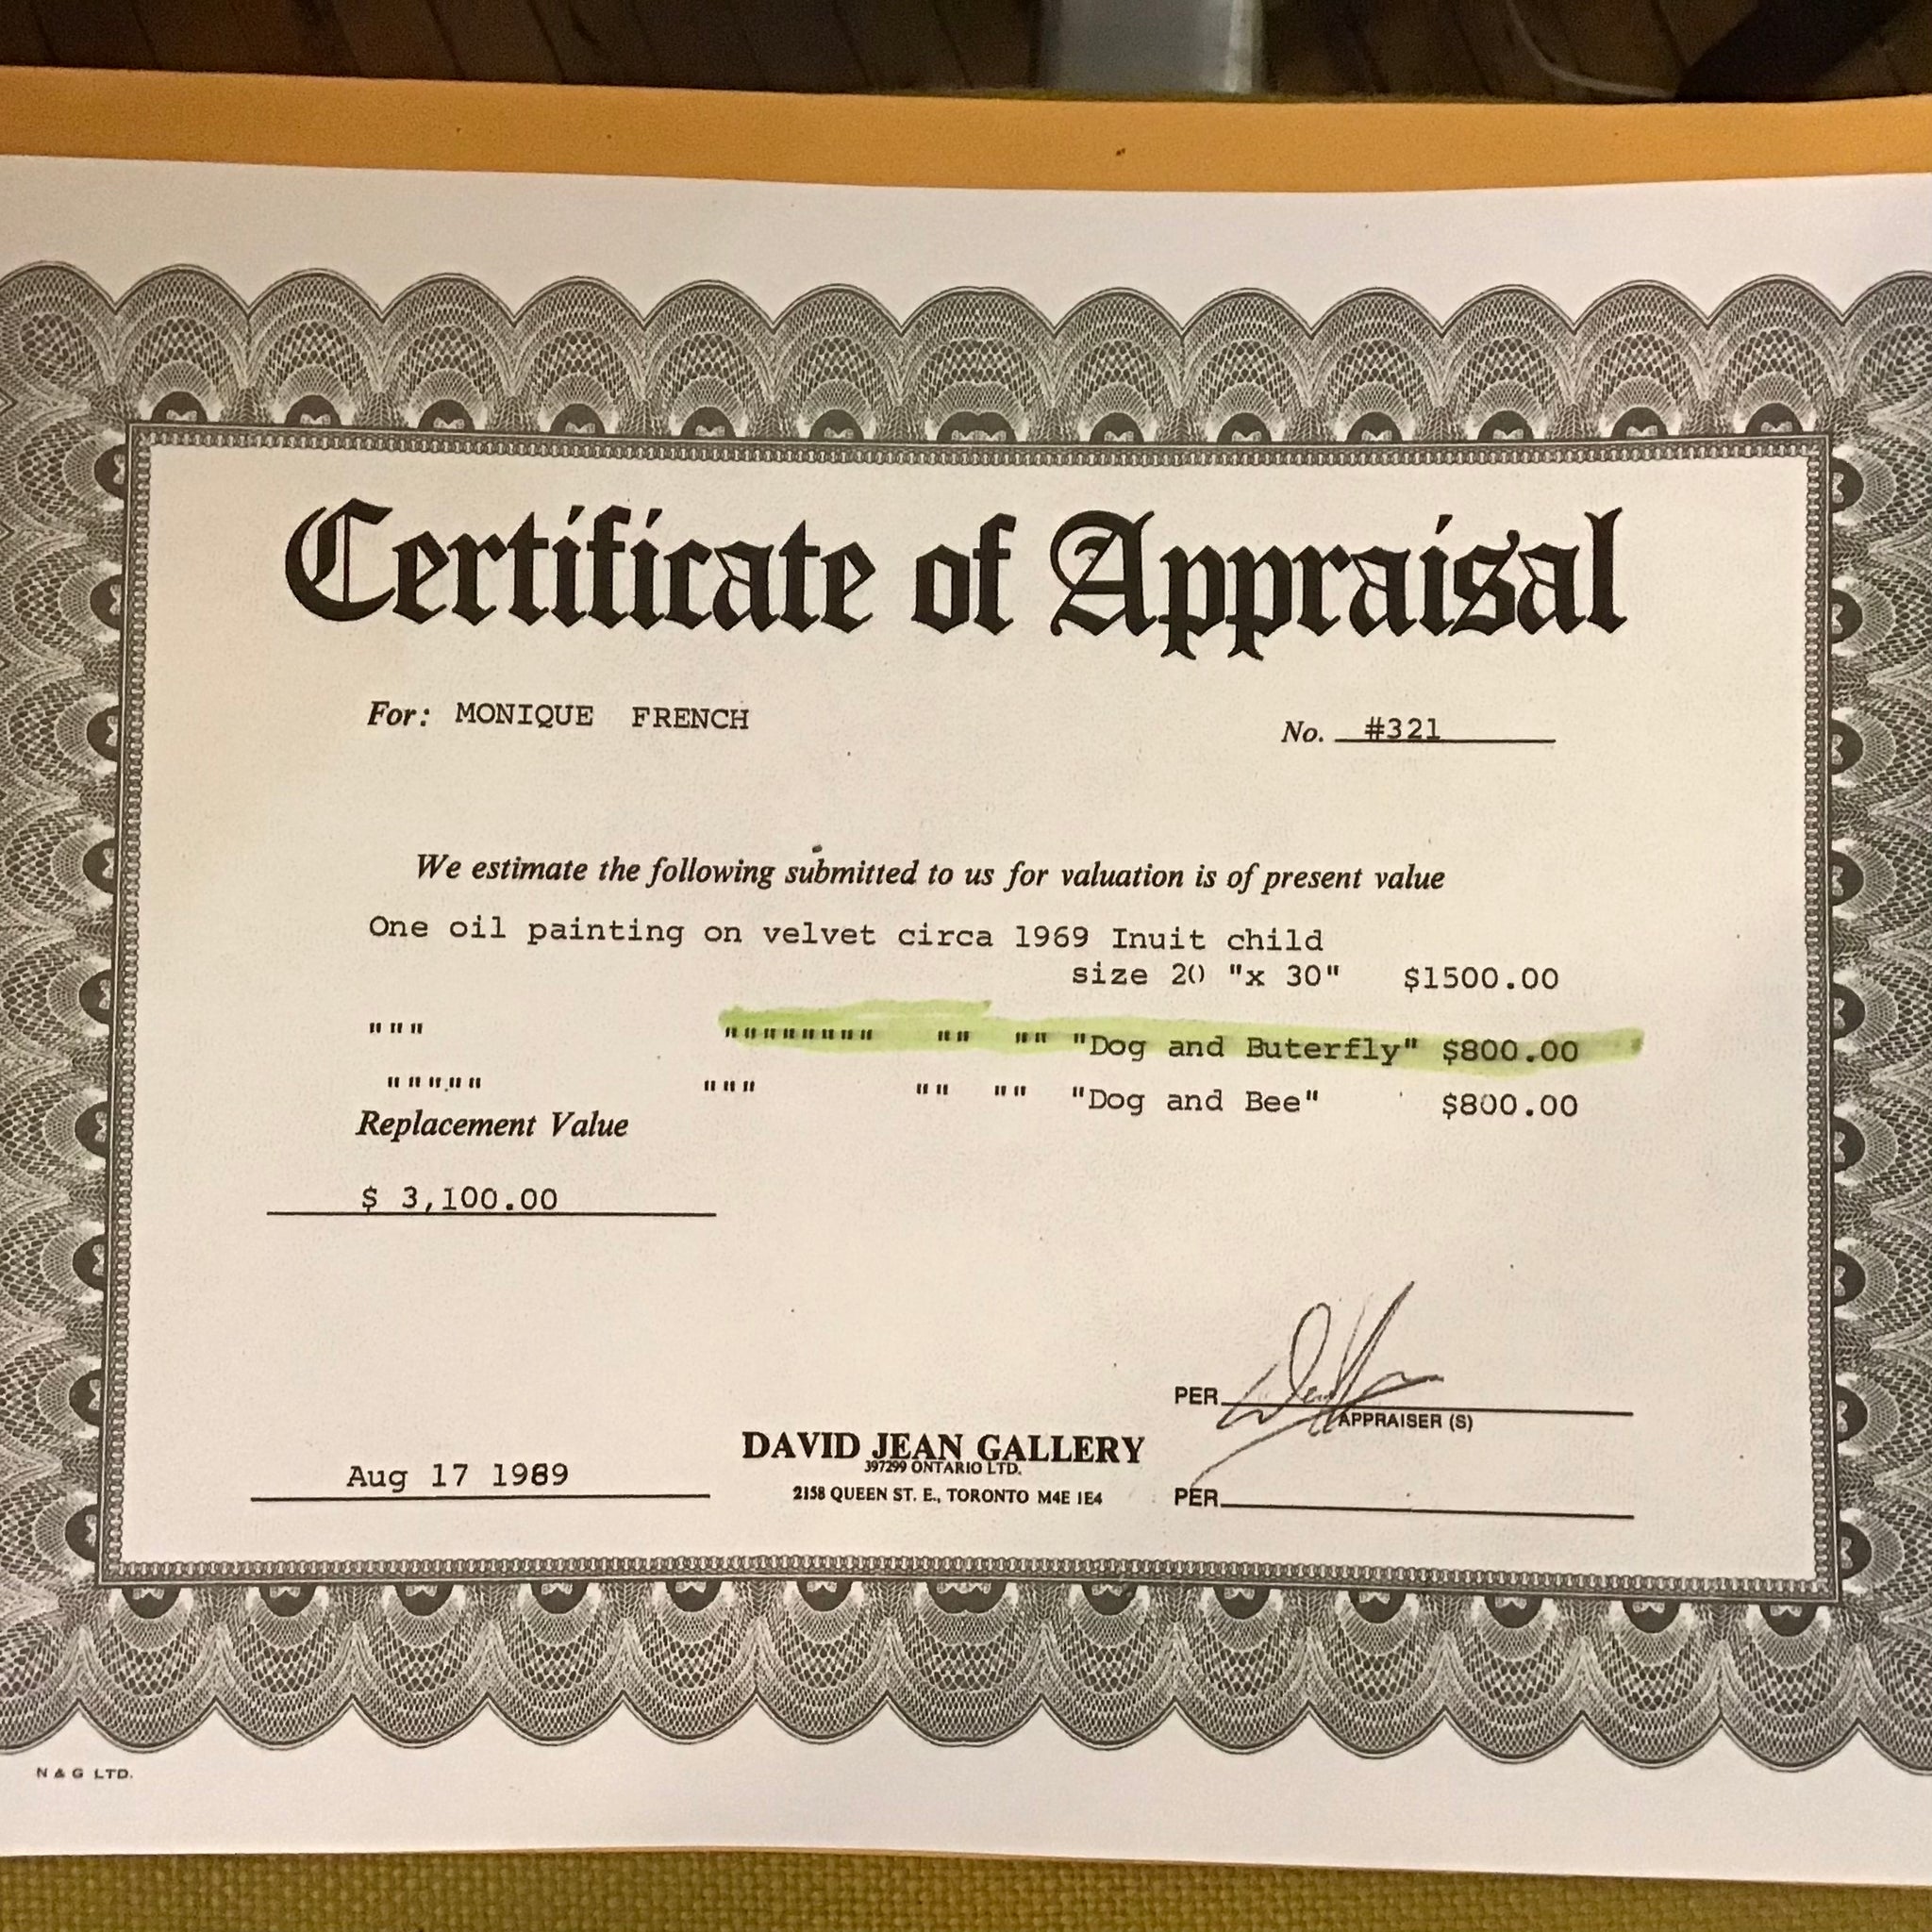 Certificate of Appraisal
For: MONIQUE FRENCH
No. #321
We estimate the following submitted to us for valuation is of present value
One oil painting on velvet circa 1969 Inuit child
size 20 "x 30" $1500.00
""" """""""" "" "" "Dog and Buterfly" $800.00
""""" """ "" "" "Dog and Bee" $800.00
Replacement Value
$ 3,100.00
PER
APPRAISER (S)
DAVID JEAN GALLERY
397299 ONTARIO LTD.
Aug 17 1989
2158 QUEEN ST. E., TORONTO M4E 1E4
PER
N & G LTD.